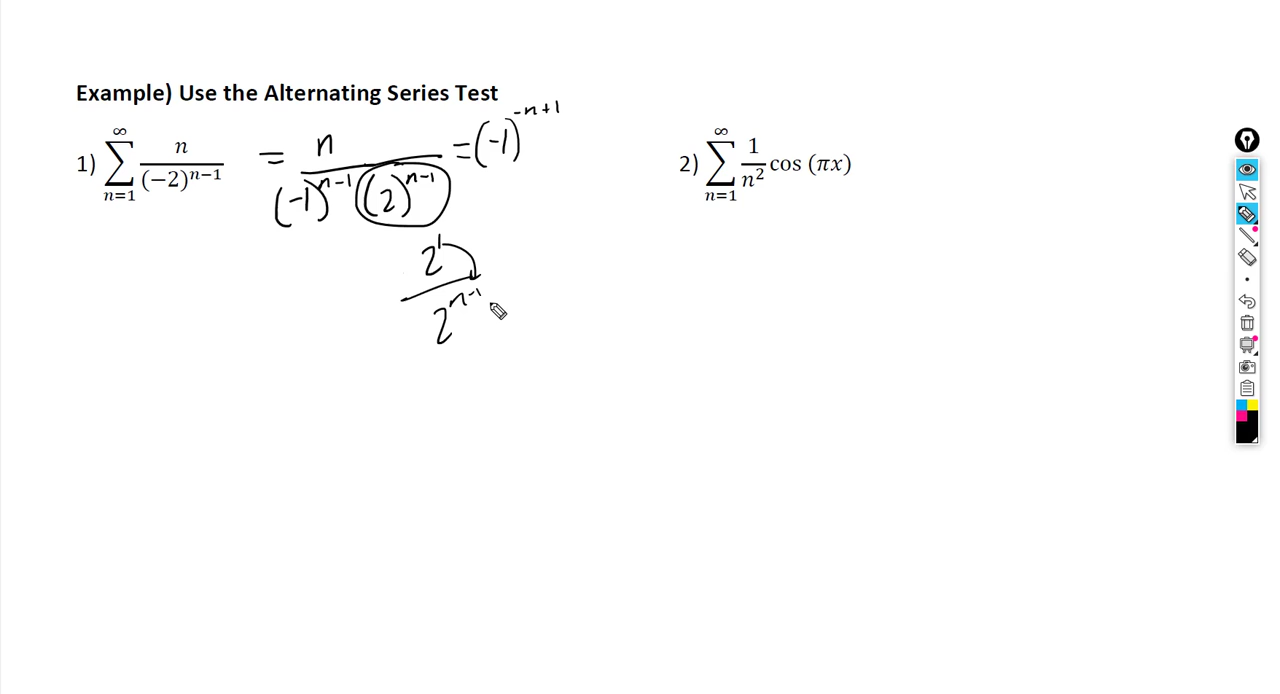 Example) Use the Alternating Series Test
1) ∑_{n=1}^{∞} n/(−2)^{n−1} = n/((-1)^{n-1}(2)^{n-1}) = (-1)^{-n+1}
2^1/2^{n-1}
2) ∑_{n=1}^{∞} 1/n^2 cos (πx)